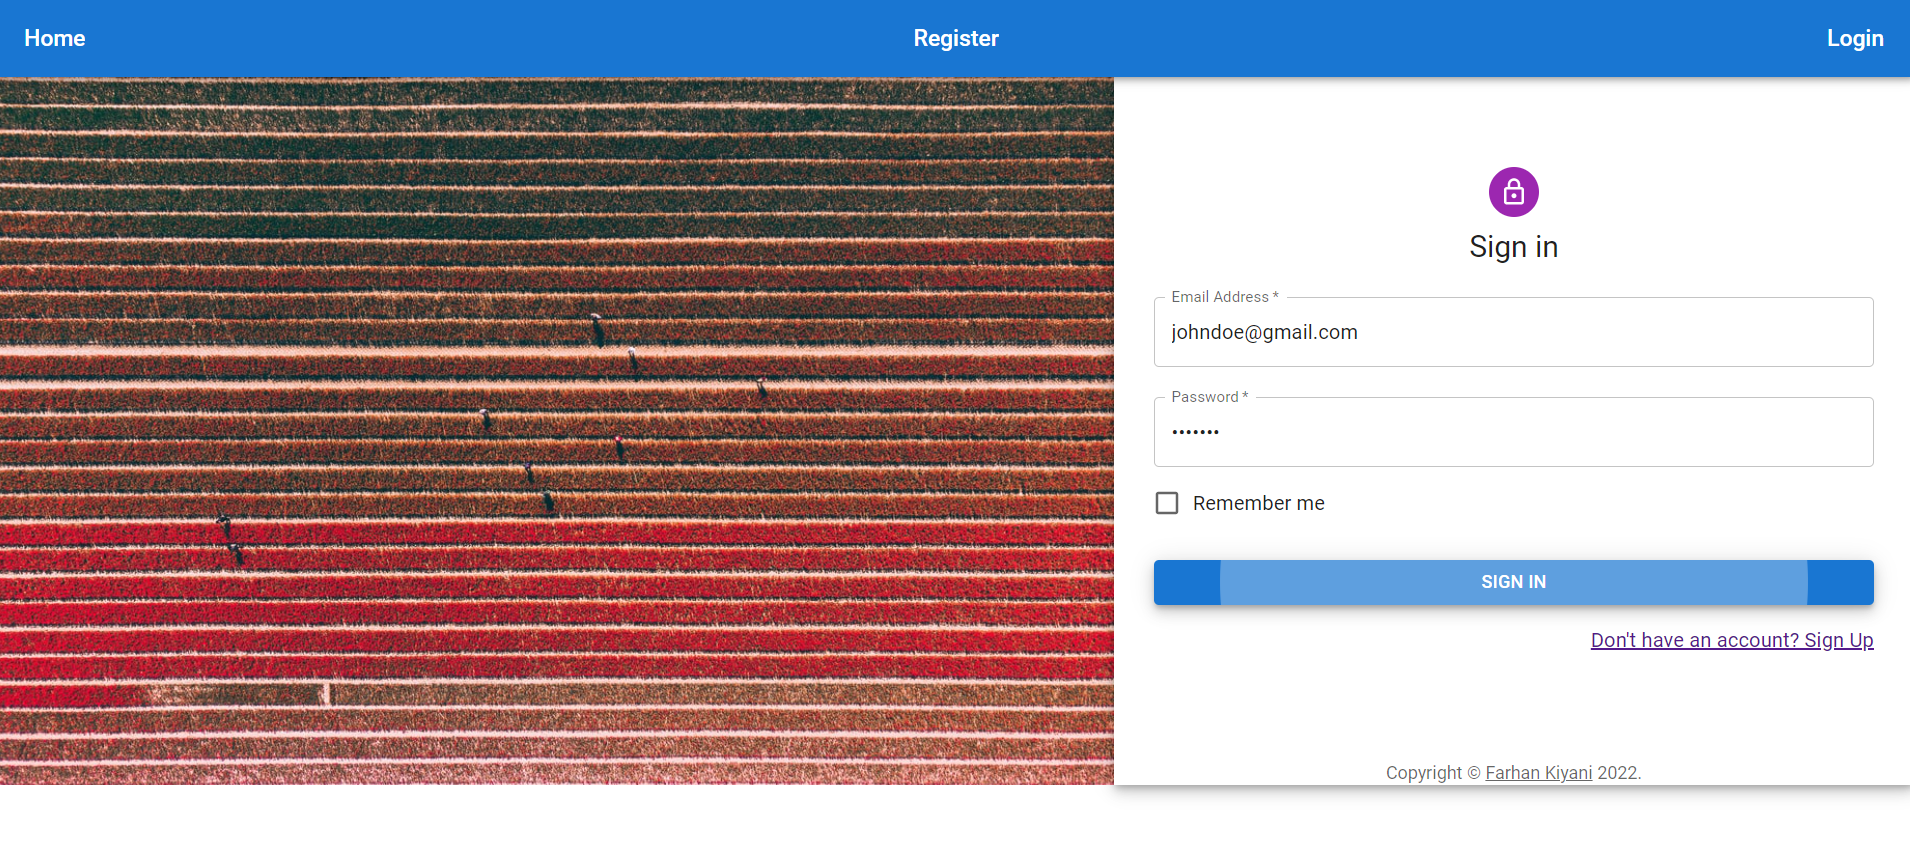 Home
Register
Login
Sign in
Email Address *
johndoe@gmail.com
Password *
•••••••
Remember me
SIGN IN
Don't have an account? Sign Up
Copyright © Farhan Kiyani 2022.